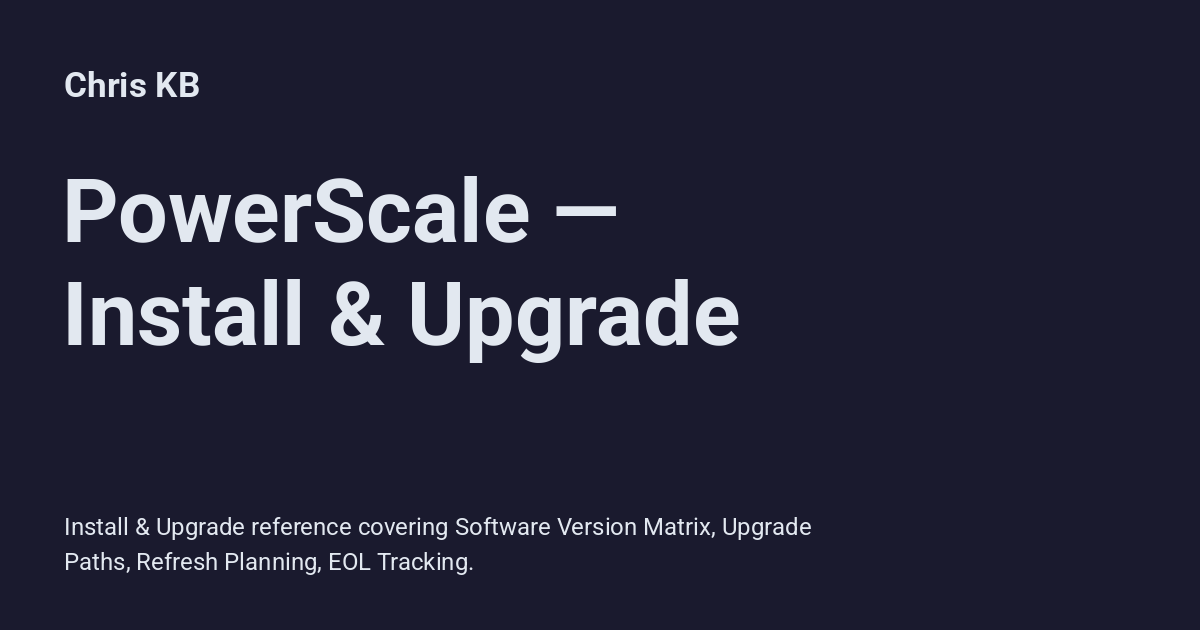 Chris KB
PowerScale —
Install & Upgrade
Install & Upgrade reference covering Software Version Matrix, Upgrade
Paths, Refresh Planning, EOL Tracking.